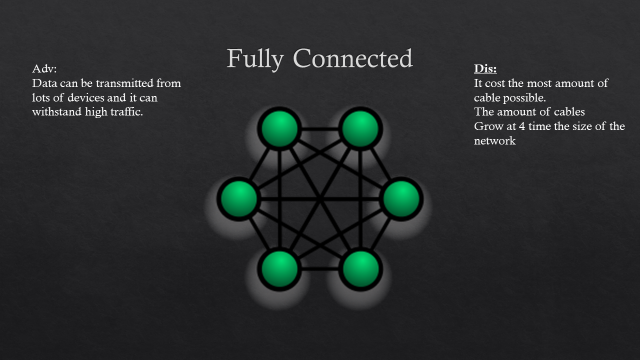 Fully Connected
Adv:
Data can be transmitted from
lots of devices and it can
withstand high traffic.
Dis:
It cost the most amount of
cable possible.
The amount of cables
Grow at 4 time the size of the
network